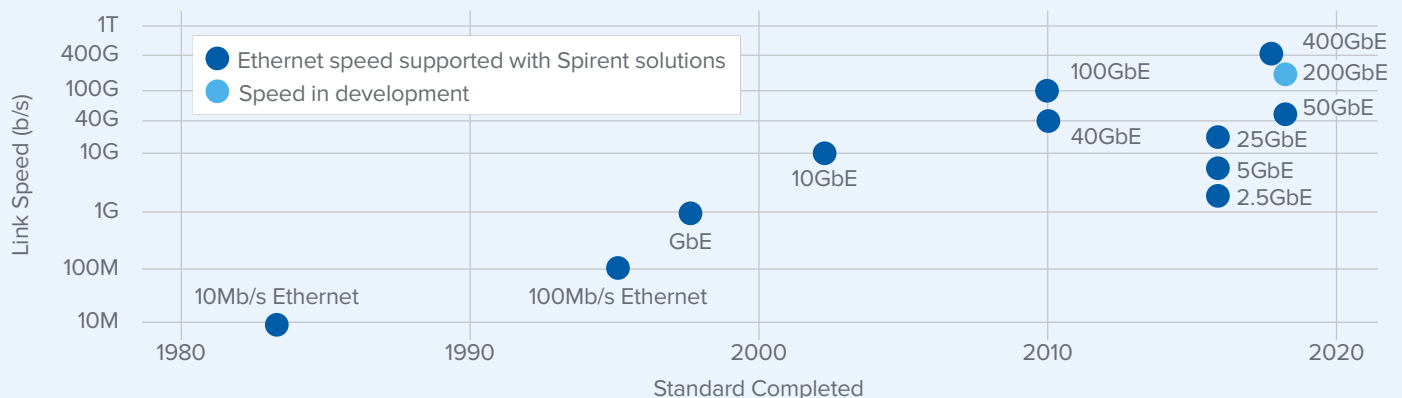 1T
400G
100G
40G
10G
1G
100M
10M
Link Speed (b/s)
Ethernet speed supported with Spirent solutions
Speed in development
10Mb/s Ethernet
100Mb/s Ethernet
GbE
10GbE
100GbE
40GbE
400GbE
200GbE
50GbE
25GbE
5GbE
2.5GbE
1980 1990 2000 2010 2020
Standard Completed